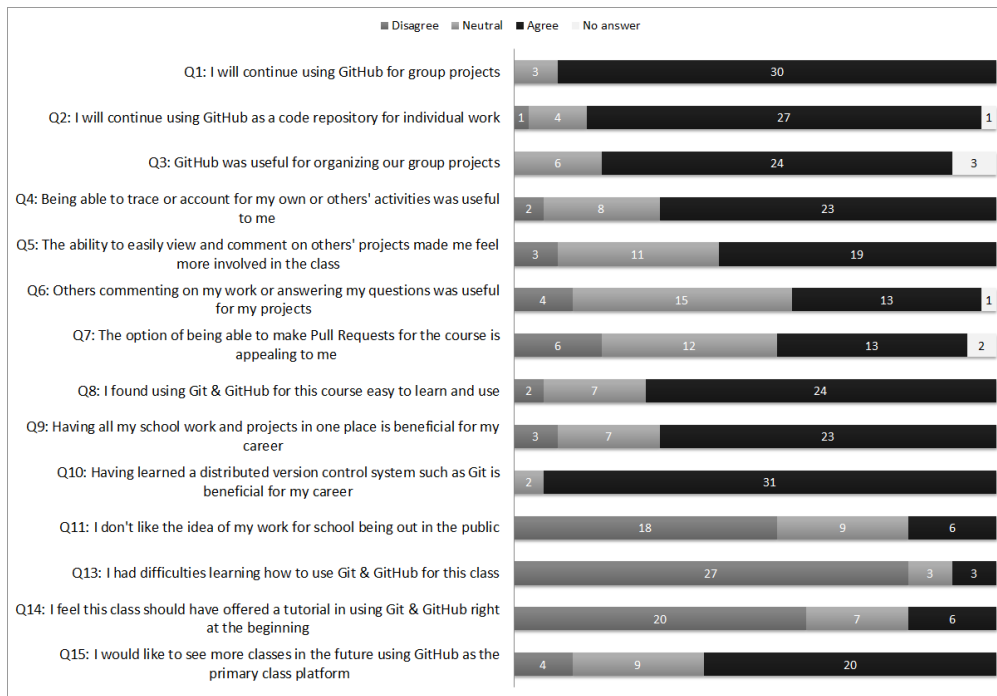 Disagree Neutral Agree No answer
Q1: I will continue using GitHub for group projects
3 30
Q2: I will continue using GitHub as a code repository for individual work
1 4 27 1
Q3: GitHub was useful for organizing our group projects
6 24 3
Q4: Being able to trace or account for my own or others' activities was useful
to me
2 8 23
Q5: The ability to easily view and comment on others' projects made me feel
more involved in the class
3 11 19
Q6: Others commenting on my work or answering my questions was useful
for my projects
4 15 13 1
Q7: The option of being able to make Pull Requests for the course is
appealing to me
6 12 13 2
Q8: I found using Git & GitHub for this course easy to learn and use
2 7 24
Q9: Having all my school work and projects in one place is beneficial for my
career
3 7 23
Q10: Having learned a distributed version control system such as Git is
beneficial for my career
2 31
Q11: I don't like the idea of my work for school being out in the public
18 9 6
Q13: I had difficulties learning how to use Git & GitHub for this class
27 3 3
Q14: I feel this class should have offered a tutorial in using Git & GitHub right
at the beginning
20 7 6
Q15: I would like to see more classes in the future using GitHub as the
primary class platform
4 9 20